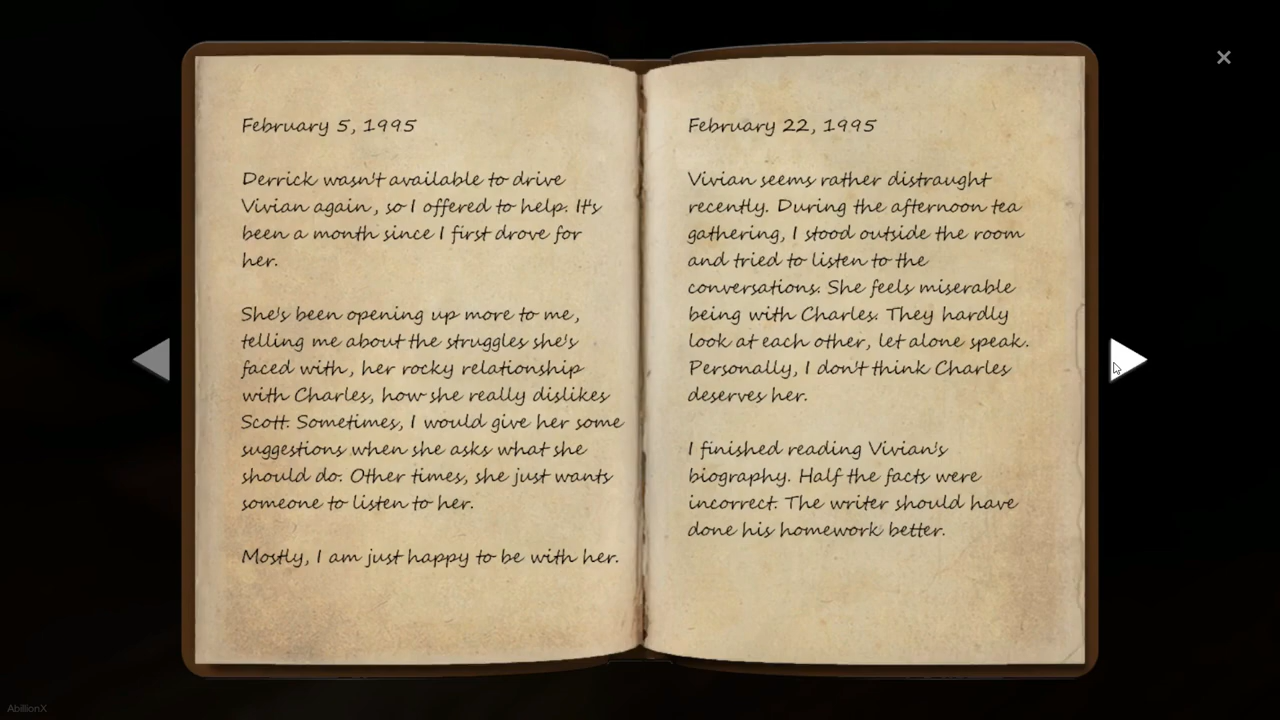 February 5, 1995
Derrick wasn't available to drive
Vivian again, so I offered to help. It's
been a month since I first drove for
her.
She's been opening up more to me,
telling me about the struggles she's
faced with, her rocky relationship
with Charles, how she really dislikes
Scott. Sometimes, I would give her some
suggestions when she asks what she
should do. Other times, she just wants
someone to listen to her.
Mostly, I am just happy to be with her.
February 22, 1995
Vivian seems rather distraught
recently. During the afternoon tea
gathering, I stood outside the room
and tried to listen to the
conversations. She feels miserable
being with Charles. They hardly
look at each other, let alone speak.
Personally, I don't think Charles
deserves her.
I finished reading Vivian's
biography. Half the facts were
incorrect. The writer should have
done his homework better.
AbillionX